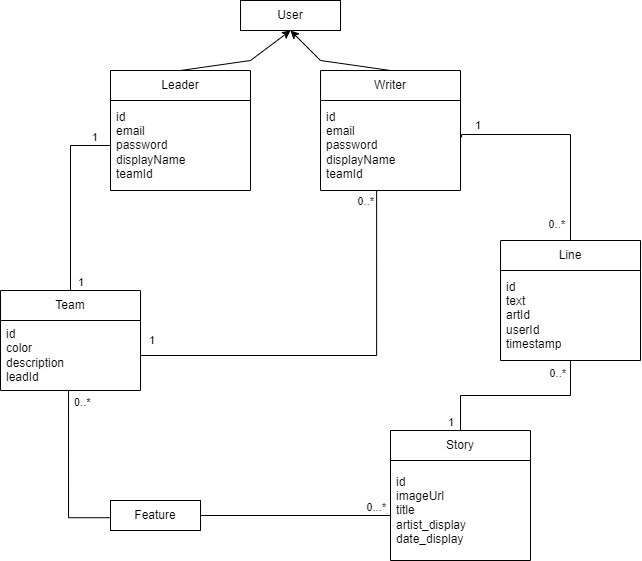 User
Leader
id
email
password
displayName
teamId
Writer
id
email
password
displayName
teamId
1
1
0..*
0..*
Line
id
text
artId
userId
timestamp
1
Team
id
color
description
leadId
1
0..*
0..*
1
Story
id
imageUrl
title
artist_display
date_display
Feature
0...*